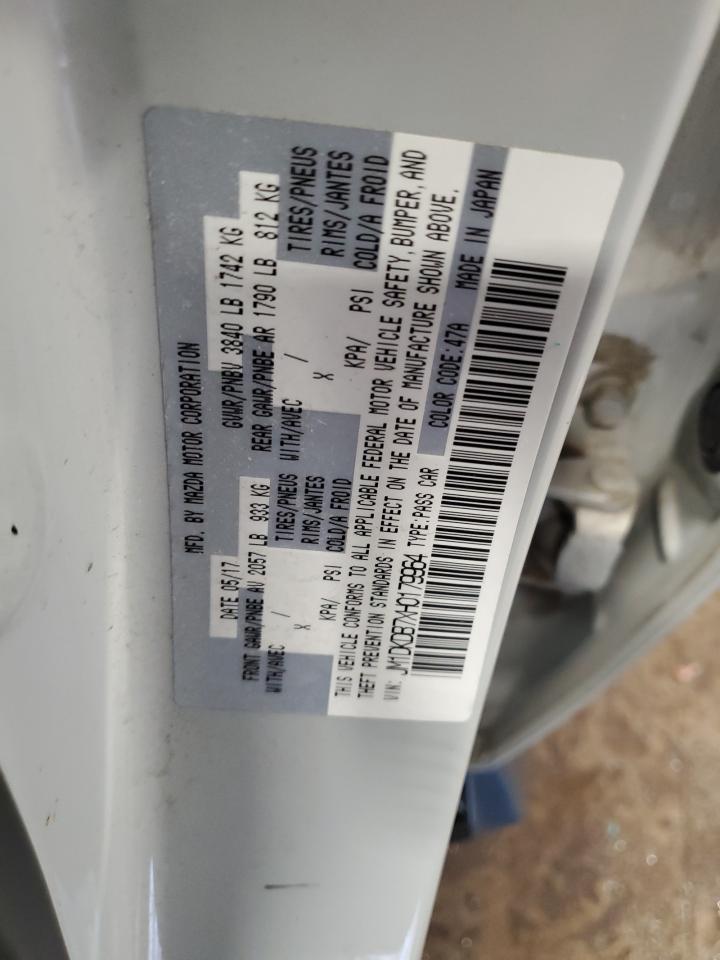 MFD. BY MAZDA MOTOR CORPORATION
DATE 05/17 GVWR/PNBV 3840 LB 1742 KG
FRONT GAWR/PNBE AV 2057 LB 933 KG REAR GAWR/PNBE AR 1790 LB 812 KG
WITH/AVEC / TIRES/PNEUS WITH/AVEC / TIRES/PNEUS
X RIMS/JANTES X RIMS/JANTES
KPA/ PSI COLD/A FROID KPA/ PSI COLD/A FROID
THIS VEHICLE CONFORMS TO ALL APPLICABLE FEDERAL MOTOR VEHICLE SAFETY, BUMPER, AND
THEFT PREVENTION STANDARDS IN EFFECT ON THE DATE OF MANUFACTURE SHOWN ABOVE.
VIN: JM1DKDB7XH0179964 TYPE:PASS CAR COLOR CODE:47A MADE IN JAPAN